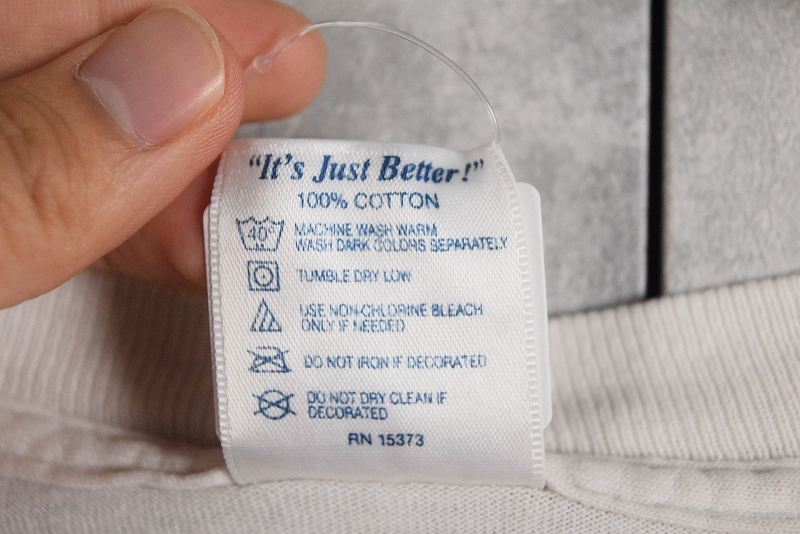 "It's Just Better!"
100% COTTON
40°
MACHINE WASH WARM
WASH DARK COLORS SEPARATELY
TUMBLE DRY LOW
USE NON-CHLORINE BLEACH
ONLY IF NEEDED
DO NOT IRON IF DECORATED
DO NOT DRY CLEAN IF
DECORATED
RN 15373